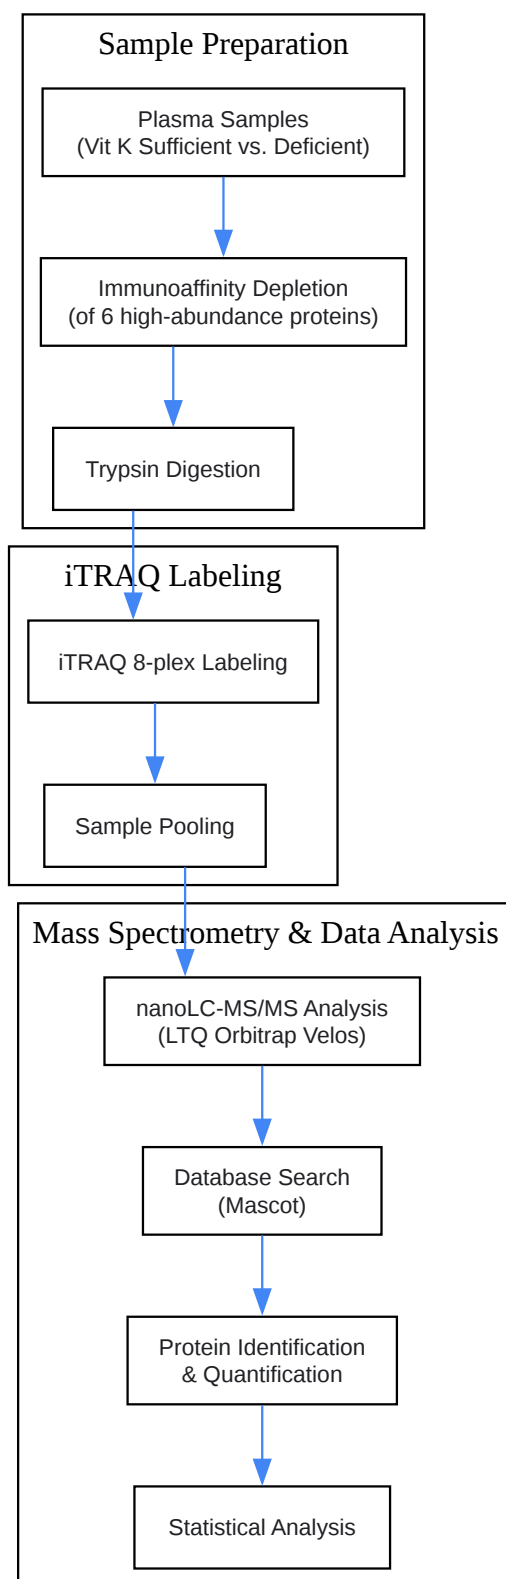 Sample Preparation
Plasma Samples
(Vit K Sufficient vs. Deficient)
Immunoaffinity Depletion
(of 6 high-abundance proteins)
Trypsin Digestion
iTRAQ Labeling
iTRAQ 8-plex Labeling
Sample Pooling
Mass Spectrometry & Data Analysis
nanoLC-MS/MS Analysis
(LTQ Orbitrap Velos)
Database Search
(Mascot)
Protein Identification
& Quantification
Statistical Analysis